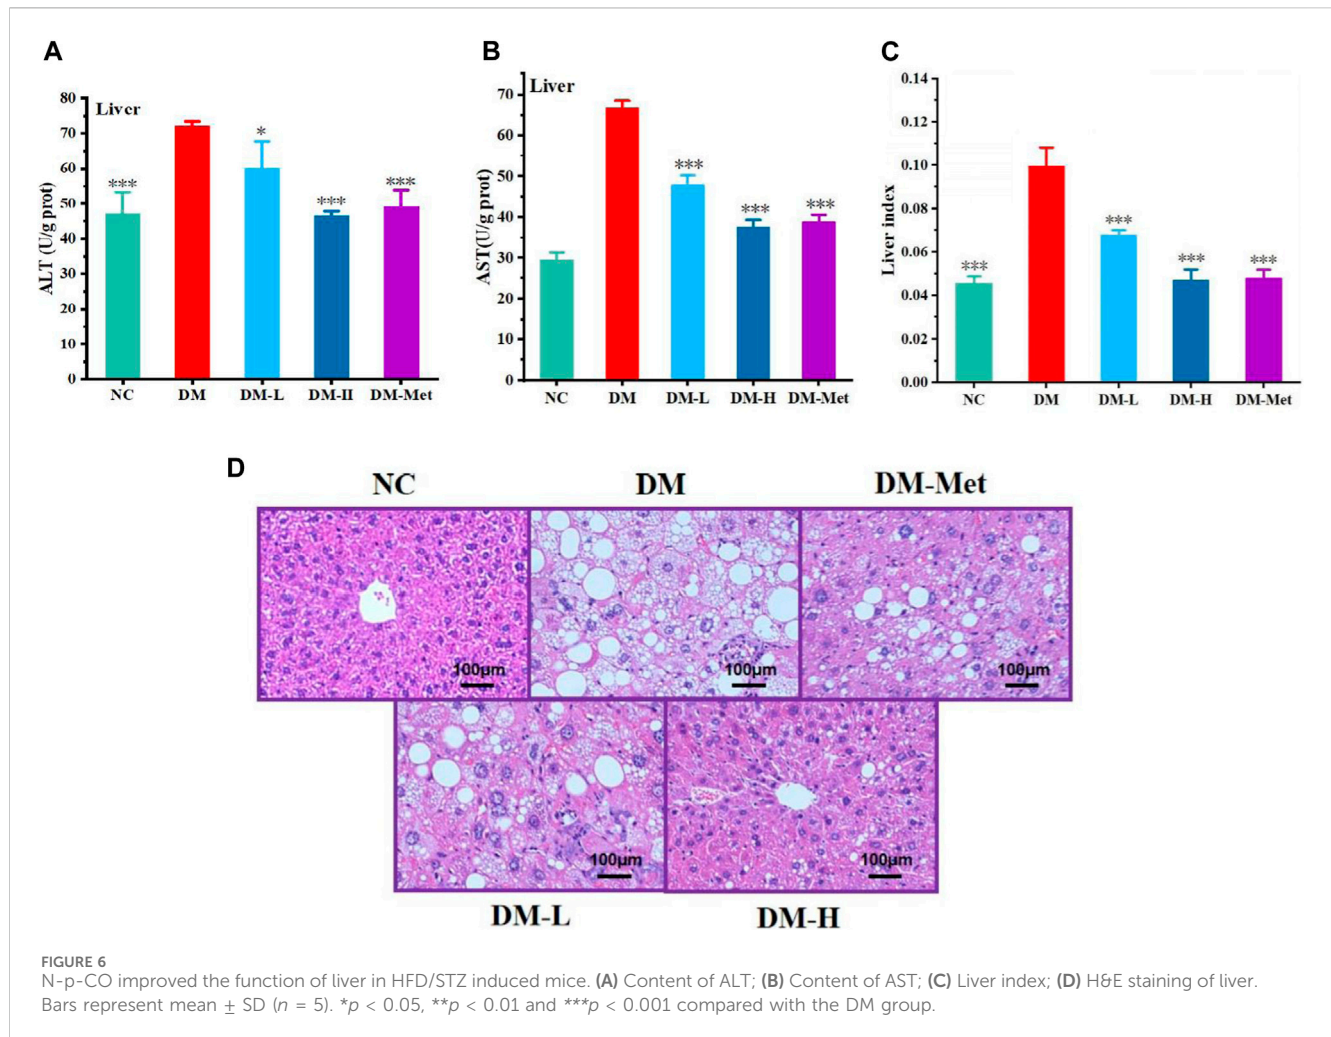 A
B
C
Liver
ALT (U/g prot)
80
70
60
50
40
30
20
10
0
***
*
***
***
NC DM DM-L DM-II DM-Met
Liver
AST(U/g prot)
70
60
50
40
30
20
10
0
***
***
***
NC DM DM-L DM-H DM-Met
Liver index
0.14
0.12
0.10
0.08
0.06
0.04
0.02
0.00
***
***
***
***
NC DM DM-L DM-H DM-Met
D
NC DM DM-Met
100μm 100μm 100μm
100μm 100μm
DM-L DM-H
FIGURE 6
N-p-CO improved the function of liver in HFD/STZ induced mice. (A) Content of ALT; (B) Content of AST; (C) Liver index; (D) H&E staining of liver.
Bars represent mean ± SD (n = 5). *p < 0.05, **p < 0.01 and ***p < 0.001 compared with the DM group.